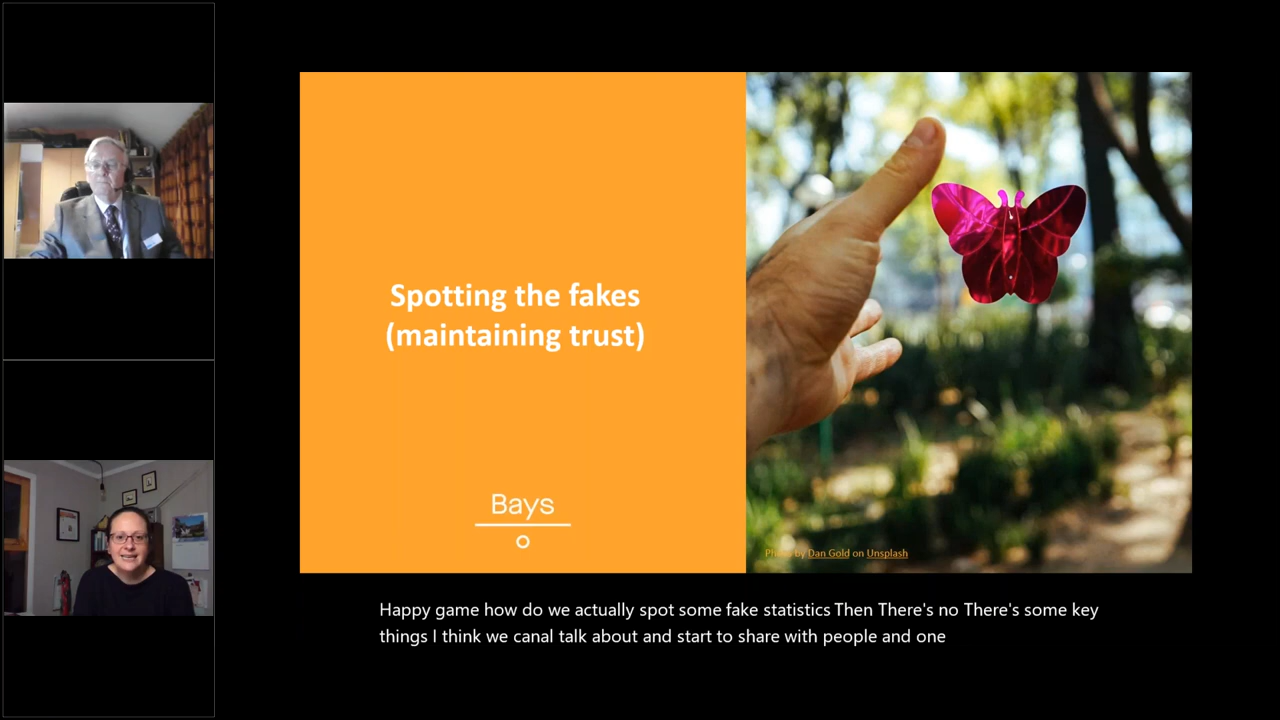 Spotting the fakes
(maintaining trust)
Bays
Photo by Dan Gold on Unsplash
Happy game how do we actually spot some fake statistics Then There's no There's some key
things I think we canal talk about and start to share with people and one